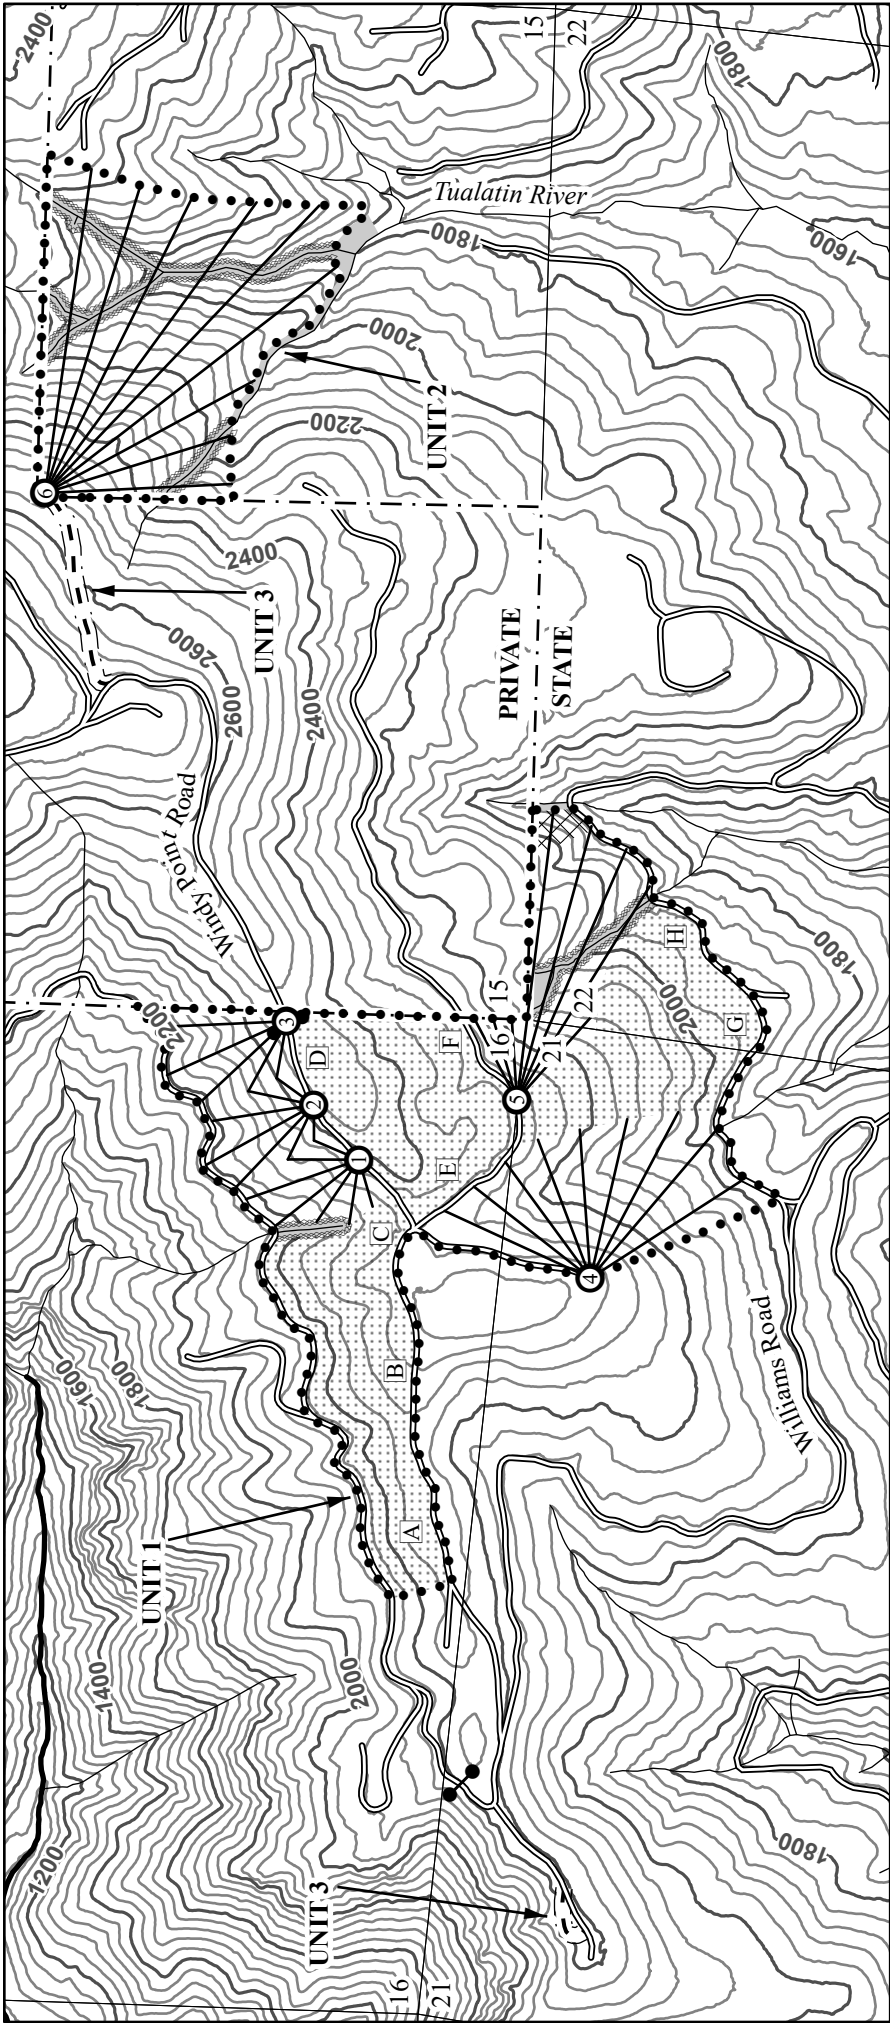 2400
15
22
1800
Tualatin River
1800
1600
2000
UNIT 2
2200
6
2400
UNIT 3
2600
PRIVATE
STATE
2600
2400
Windy Point Road
2200
3
D
2
1
C
E
F
15
16
21
22
5
H
2000
G
1800
4
B
A
UNIT 1
1600
1800
1400
2000
Williams Road
1200
UNIT 3
1800
16
21